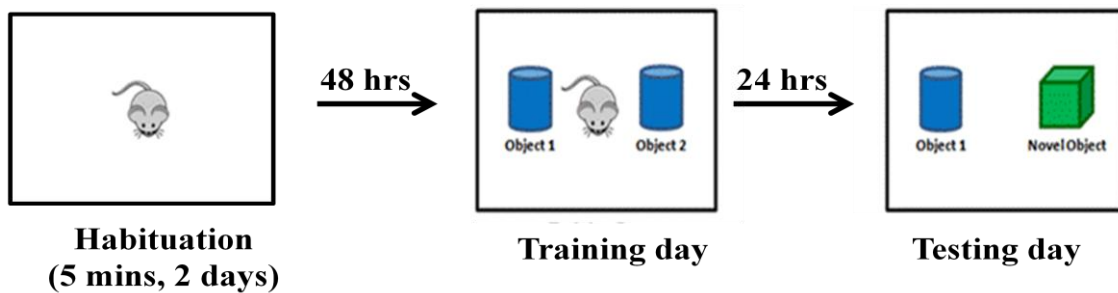 48 hrs
24 hrs
Object 1
Object 2
Object 1
Novel Object
Habituation
(5 mins, 2 days)
Training day
Testing day